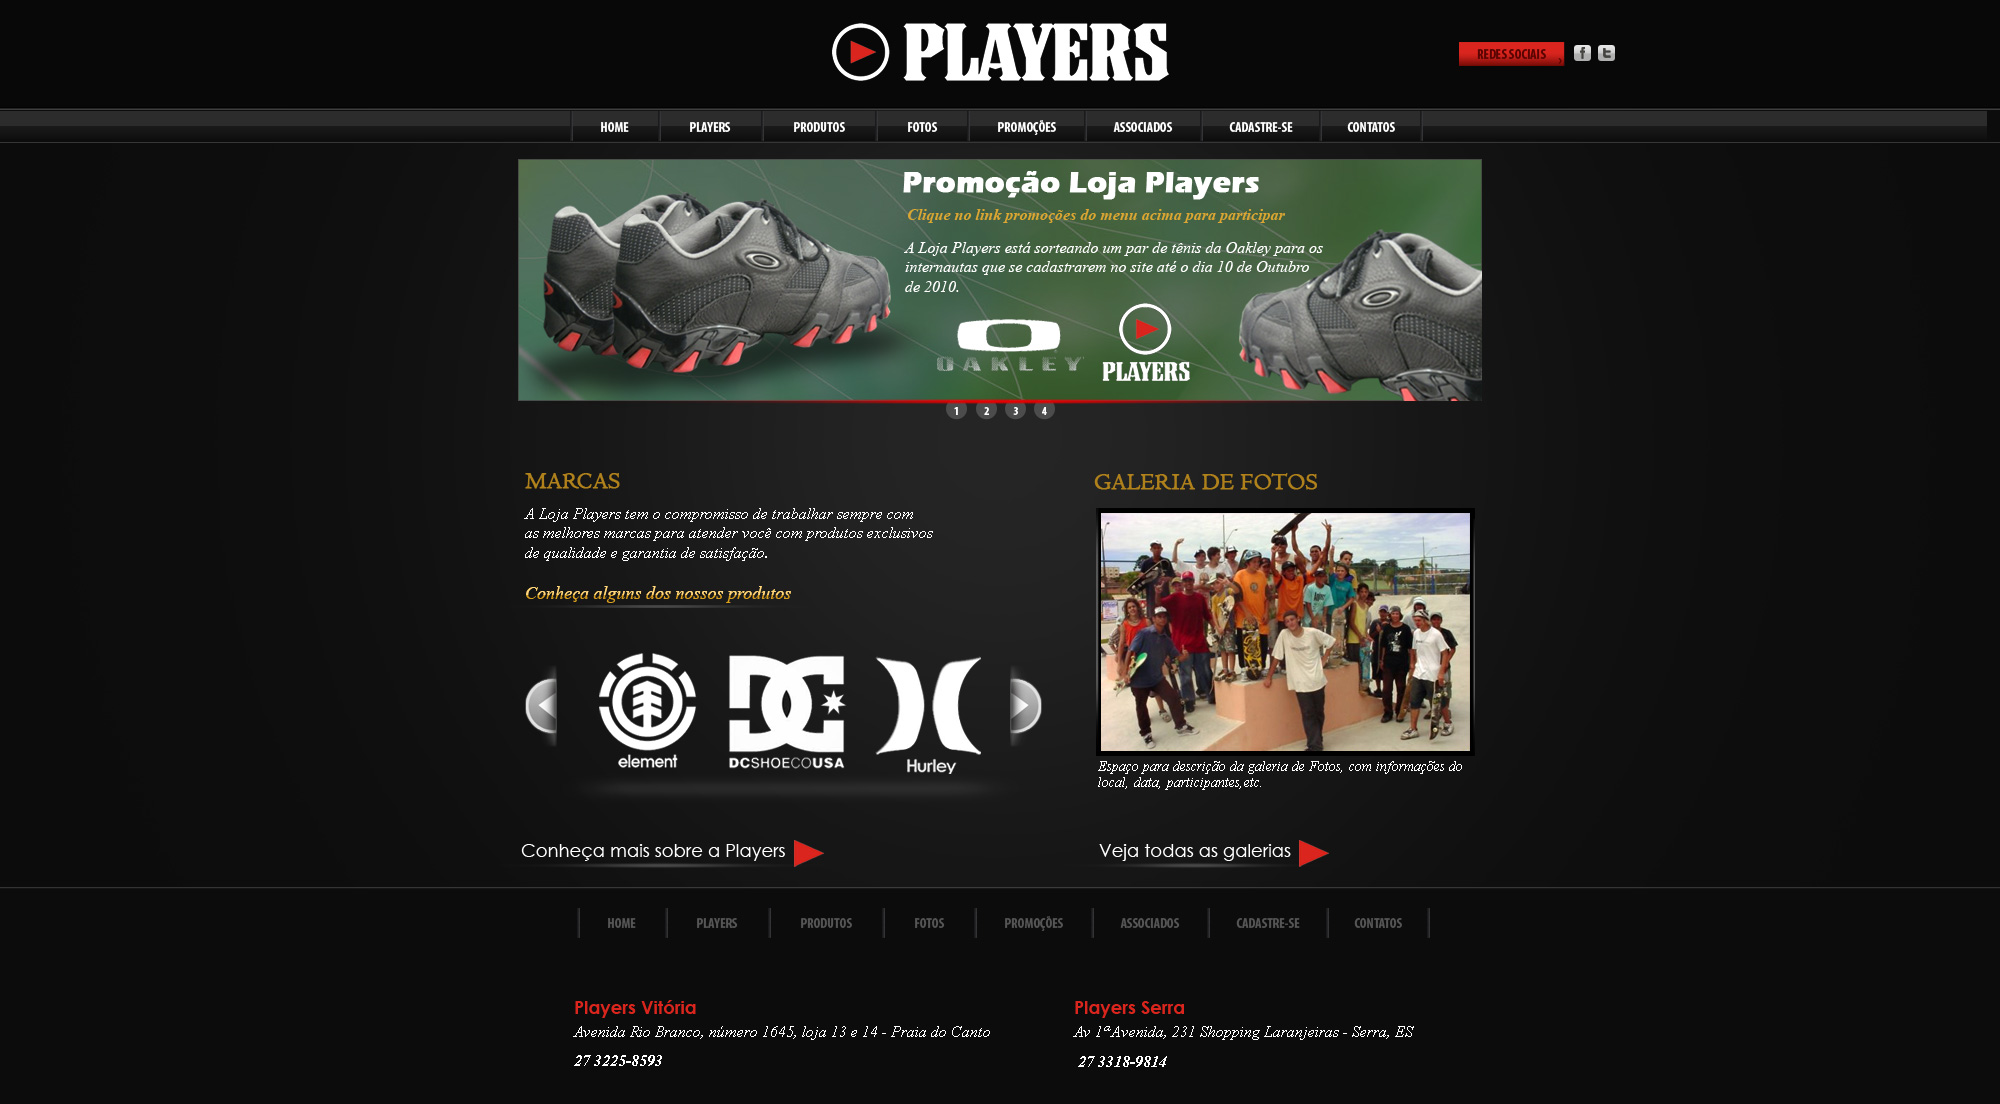 PLAYERS
REDES SOCIAIS
HOME PLAYERS PRODUTOS FOTOS PROMOÇÕES ASSOCIADOS CADASTRE-SE CONTATOS
Promoção Loja Players
Clique no link promoções do menu acima para participar
A Loja Players está sorteando um par de tênis da Oakley para os
internautas que se cadastrarem no site até o dia 10 de Outubro
de 2010.
OAKLEY
PLAYERS
1 2 3 4
MARCAS
A Loja Players tem o compromisso de trabalhar sempre com
as melhores marcas para atender você com produtos exclusivos
de qualidade e garantia de satisfação.
Conheça alguns dos nossos produtos
element
DC
DCSHOECOUSA
Hurley
Conheça mais sobre a Players
GALERIA DE FOTOS
Espaço para descrição da galeria de Fotos, com informações do
local, data, participantes,etc.
Veja todas as galerias
HOME PLAYERS PRODUTOS FOTOS PROMOÇÕES ASSOCIADOS CADASTRE-SE CONTATOS
Players Vitória
Avenida Rio Branco, número 1645, loja 13 e 14 - Praia do Canto
27 3225-8593
Players Serra
Av 1ªAvenida, 231 Shopping Laranjeiras - Serra, ES
27 3318-9814